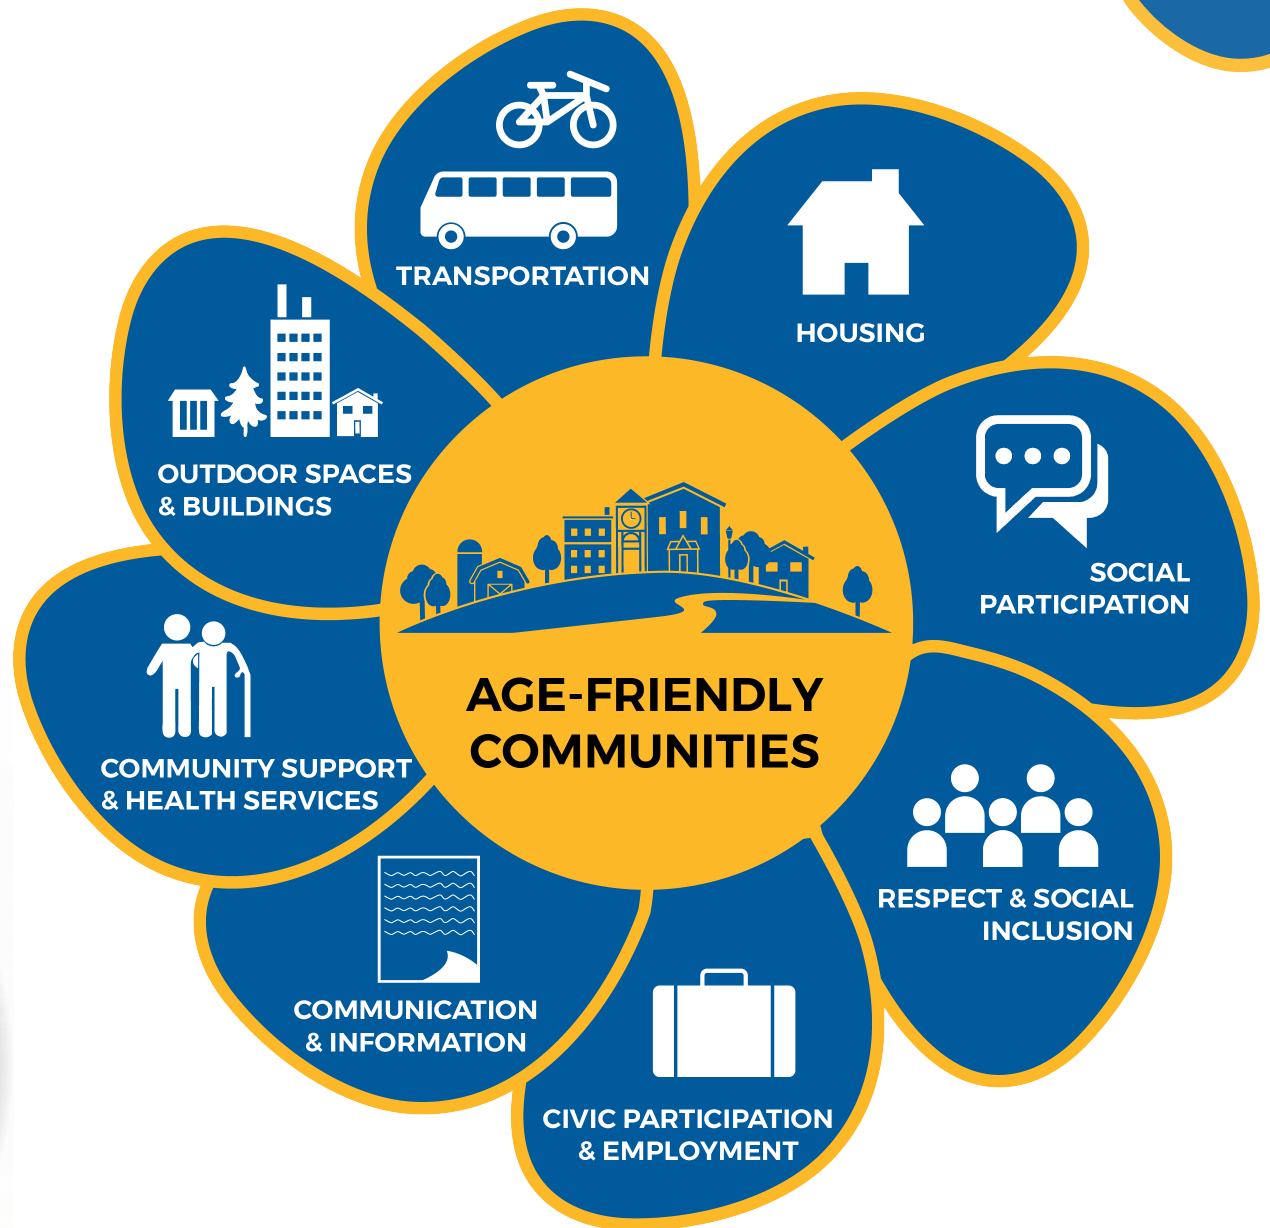 TRANSPORTATION
HOUSING
SOCIAL
PARTICIPATION
RESPECT & SOCIAL
INCLUSION
CIVIC PARTICIPATION
& EMPLOYMENT
COMMUNICATION
& INFORMATION
COMMUNITY SUPPORT
& HEALTH SERVICES
OUTDOOR SPACES
& BUILDINGS
AGE-FRIENDLY
COMMUNITIES